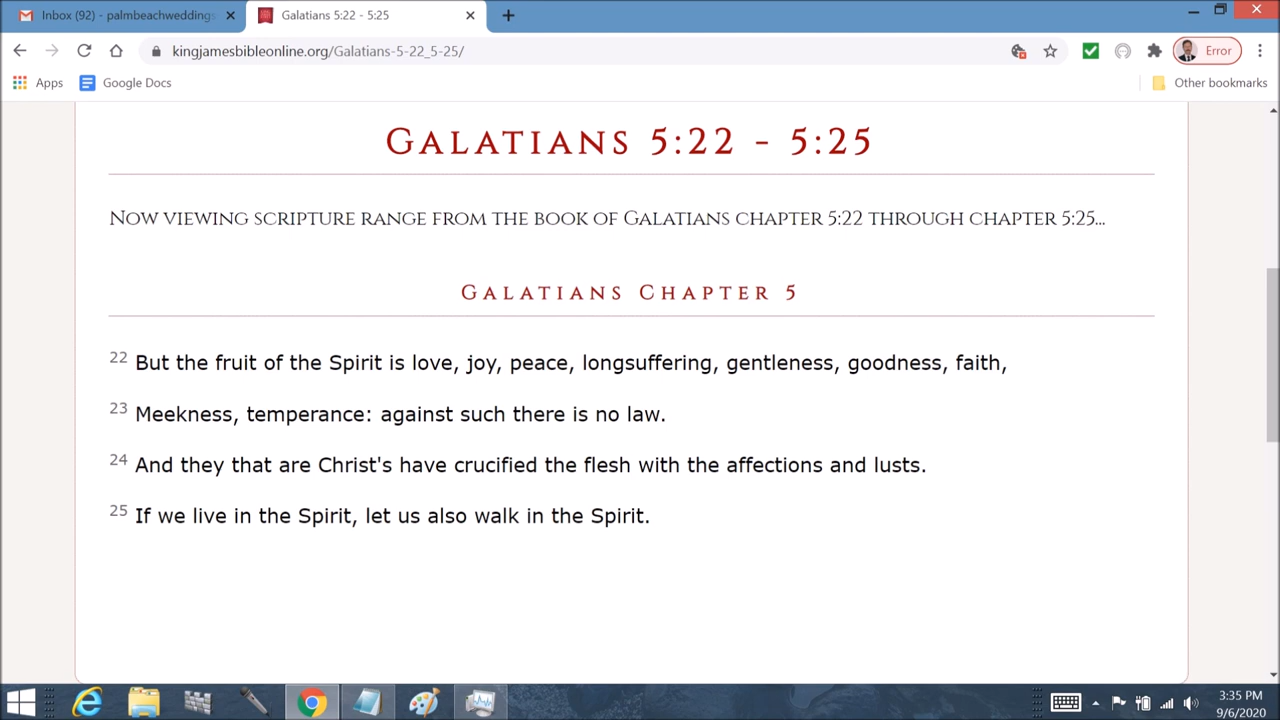 Inbox (92) - palmbeachweddings
Galatians 5:22 - 5:25
kingjamesbibleonline.org/Galatians-5-22_5-25/
Error
Apps
Google Docs
Other bookmarks
Galatians 5:22 - 5:25
Now viewing scripture range from the book of Galatians chapter 5:22 through chapter 5:25...
Galatians Chapter 5
22 But the fruit of the Spirit is love, joy, peace, longsuffering, gentleness, goodness, faith,
23 Meekness, temperance: against such there is no law.
24 And they that are Christ's have crucified the flesh with the affections and lusts.
25 If we live in the Spirit, let us also walk in the Spirit.
3:35 PM
9/6/2020